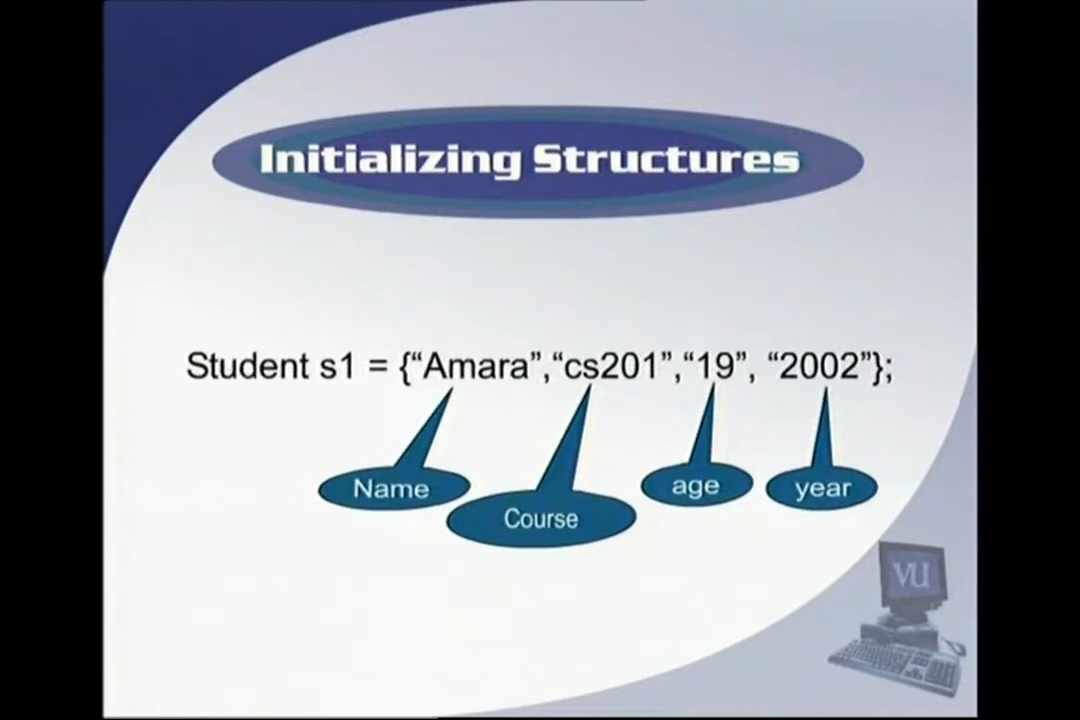 Initializing Structures
Student s1 = {“Amara”,“cs201”,“19”, “2002”};
Name
Course
age
year
VU